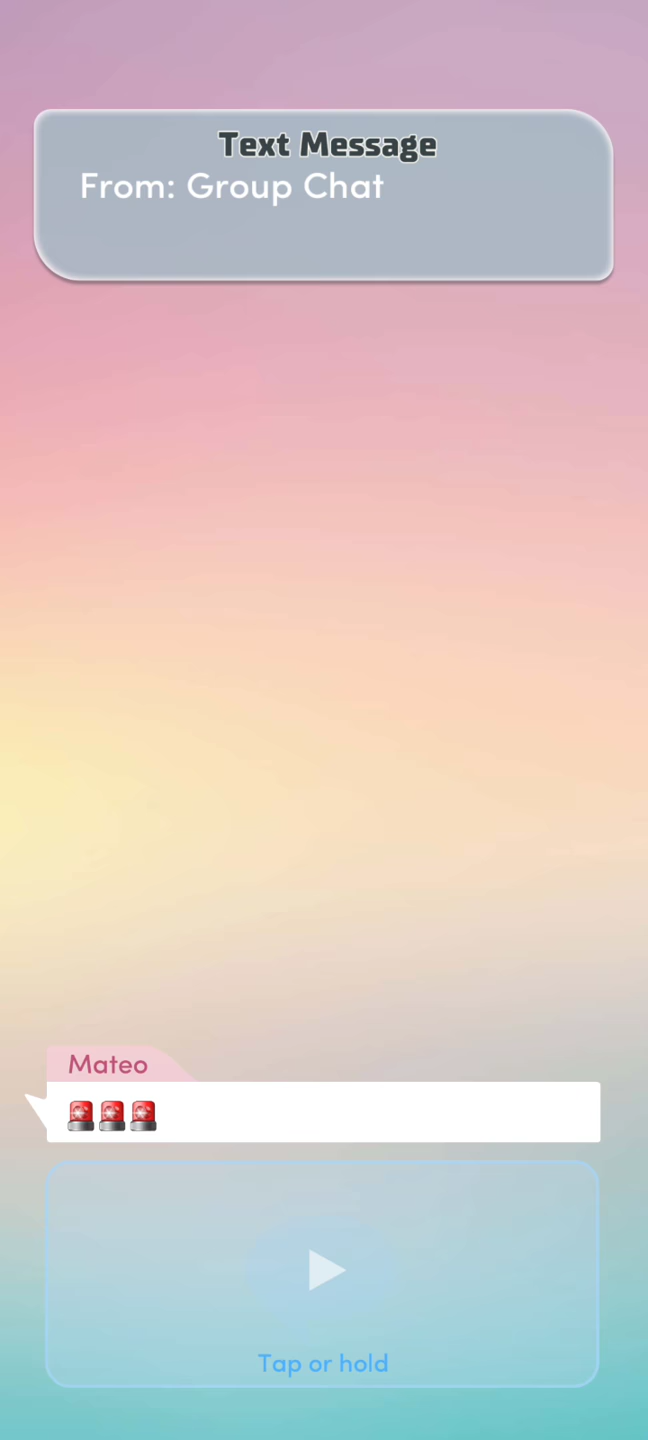 Text Message
From: Group Chat
Mateo
🚨🚨🚨
Tap or hold